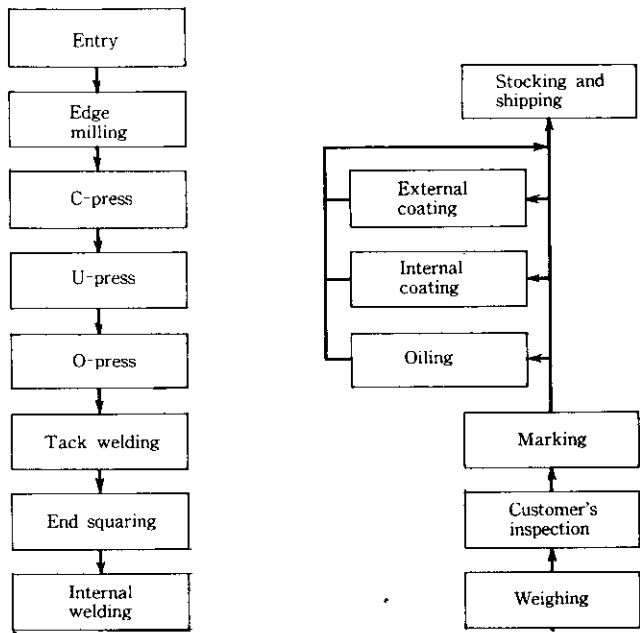 Entry
Edge
milling
C-press
U-press
O-press
Tack welding
End squaring
Internal
welding
Stocking and
shipping
External
coating
Internal
coating
Oiling
Marking
Customer's
inspection
Weighing